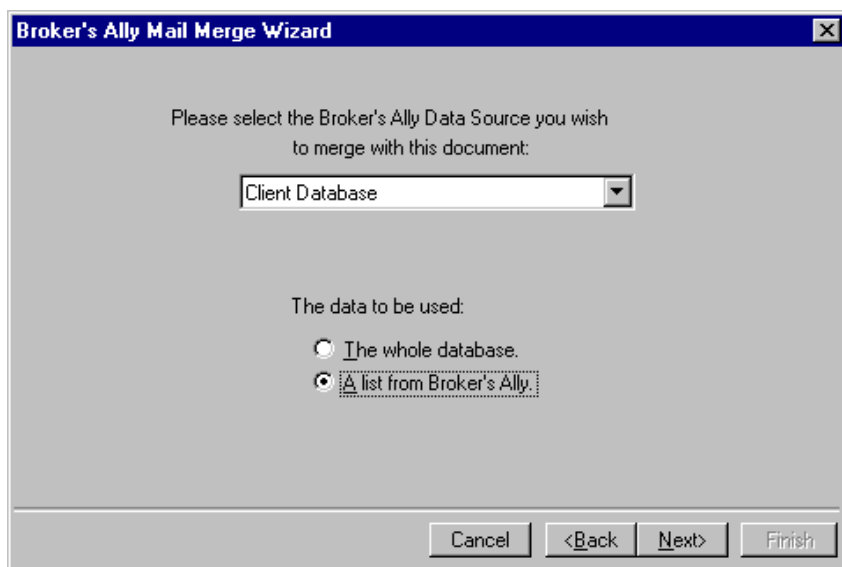 Broker's Ally Mail Merge Wizard
Please select the Broker's Ally Data Source you wish
to merge with this document:
Client Database
The data to be used:
The whole database.
A list from Broker's Ally.
Cancel <Back Next> Finish